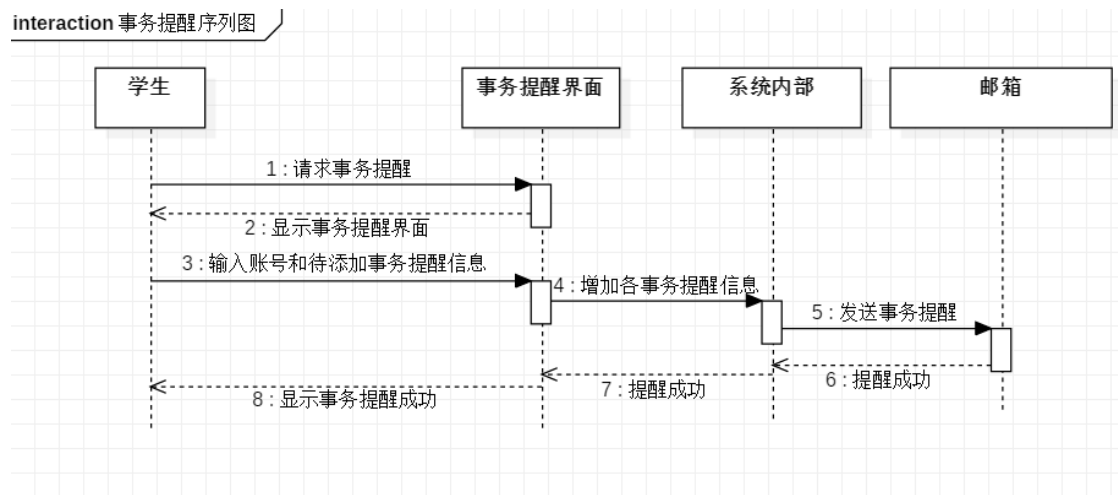 interaction 事务提醒序列图
学生
事务提醒界面
系统内部
邮箱
1 : 请求事务提醒
2 : 显示事务提醒界面
3 : 输入账号和待添加事务提醒信息
4 : 增加各事务提醒信息
5 : 发送事务提醒
6 : 提醒成功
7 : 提醒成功
8 : 显示事务提醒成功